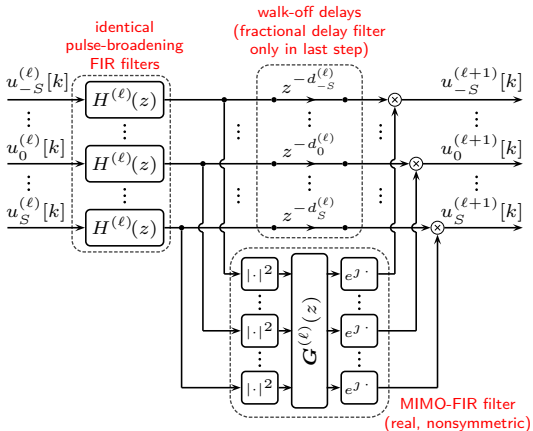 identical
pulse-broadening
FIR filters
walk-off delays
(fractional delay filter
only in last step)
u_{-S}^{(ℓ)}[k]
H^{(ℓ)}(z)
z^{-d_{-S}^{(ℓ)}}
⊗
u_{-S}^{(ℓ+1)}[k]
⋮ ⋮ ⋮ ⋮ ⋮ ⋮
u_0^{(ℓ)}[k]
H^{(ℓ)}(z)
z^{-d_0^{(ℓ)}}
⊗
u_0^{(ℓ+1)}[k]
⋮ ⋮ ⋮ ⋮ ⋮ ⋮
u_S^{(ℓ)}[k]
H^{(ℓ)}(z)
z^{-d_S^{(ℓ)}}
⊗
u_S^{(ℓ+1)}[k]
|·|²
e^{ȷ ·}
⋮ ⋮
|·|²
G^{(ℓ)}(z)
e^{ȷ ·}
⋮ ⋮
|·|²
e^{ȷ ·}
MIMO-FIR filter
(real, nonsymmetric)